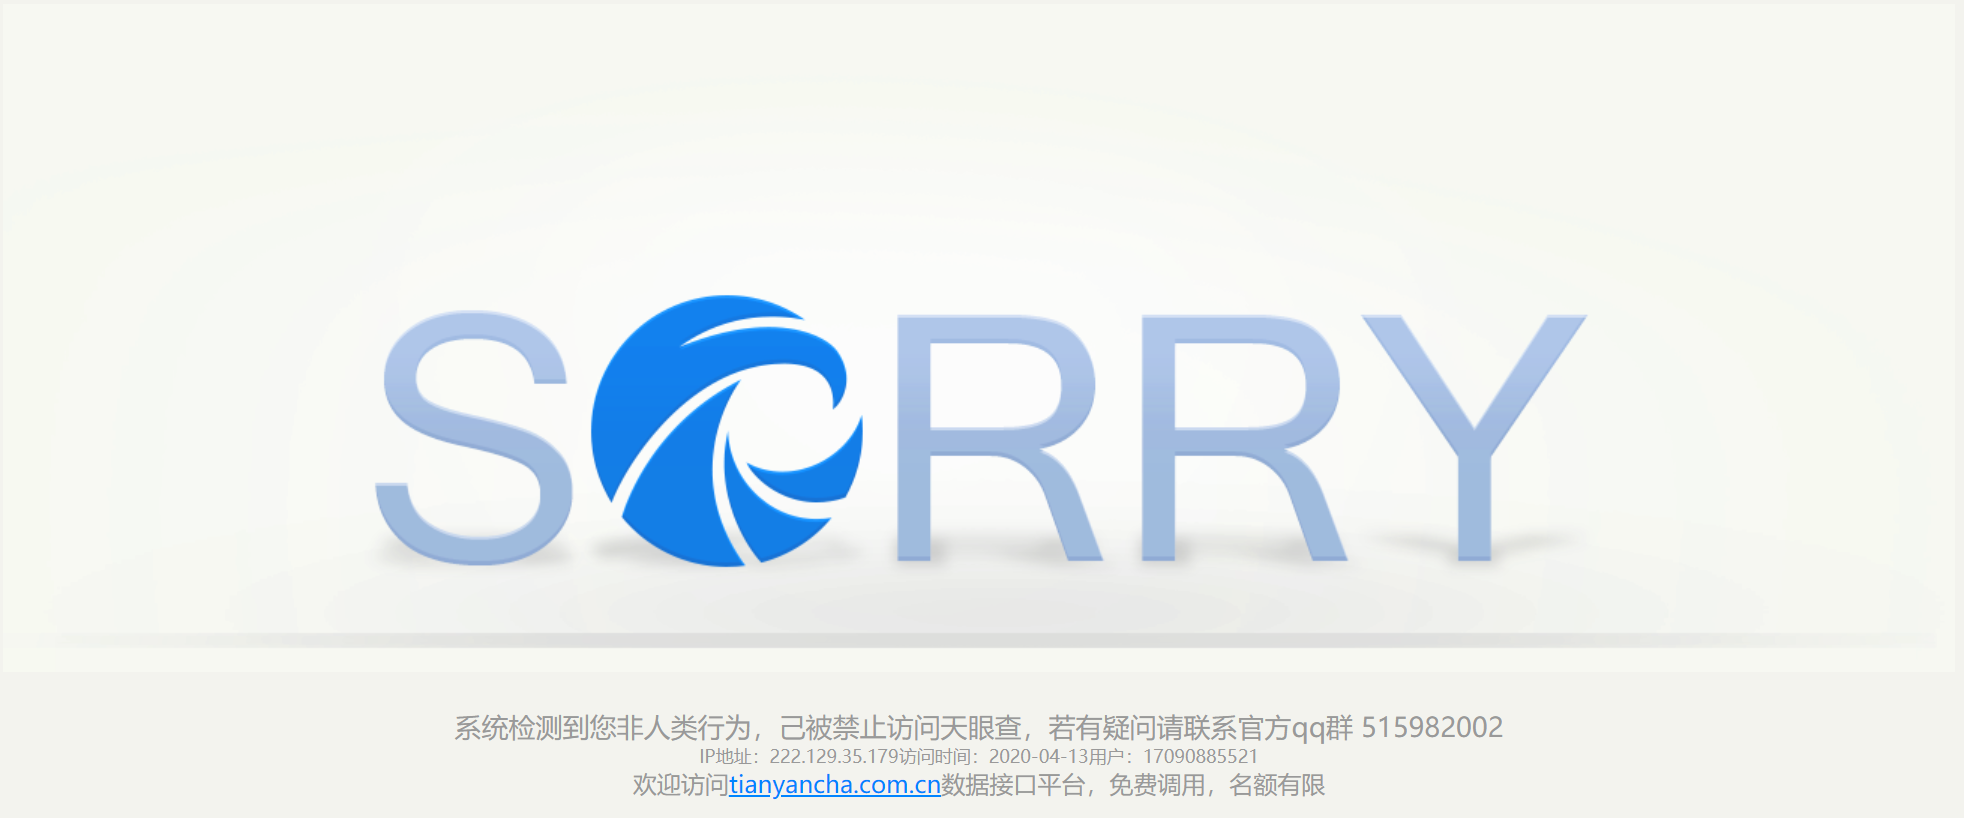 SORRY
系统检测到您非人类行为，己被禁止访问天眼查，若有疑问请联系官方qq群 515982002
IP地址：222.129.35.179访问时间：2020-04-13用户：17090885521
欢迎访问tianyancha.com.cn数据接口平台，免费调用，名额有限